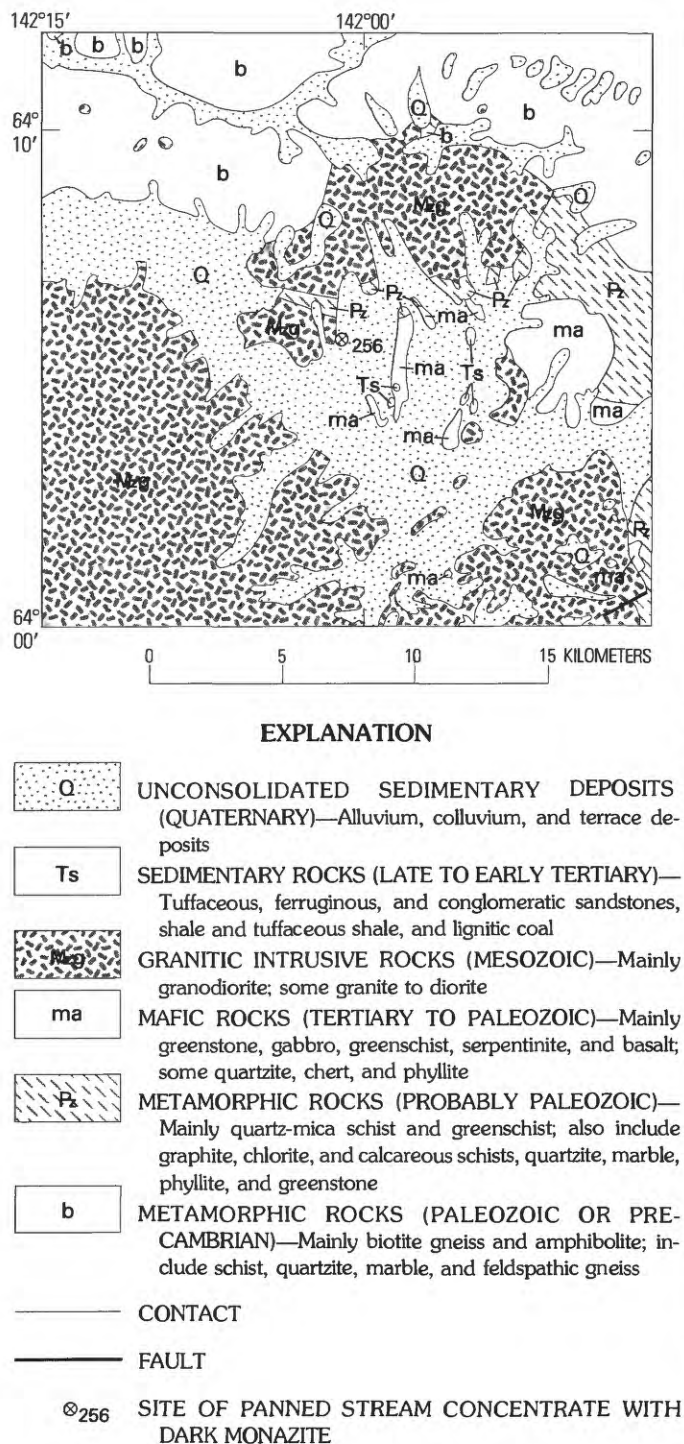 142°15′ 142°00′
b b b b b
Q
64° 10′
b
b
Q
Mzg
Q
Q
Pz
Pz Pz Pz
ma
ma
Mzg
256
ma
Ts Ts
ma
ma
ma
Q
Mzg
Mzg
Pz
Q
ma ma
64° 00′
0 5 10 15 KILOMETERS
EXPLANATION
Q UNCONSOLIDATED SEDIMENTARY DEPOSITS
(QUATERNARY)—Alluvium, colluvium, and terrace de-
posits
Ts SEDIMENTARY ROCKS (LATE TO EARLY TERTIARY)—
Tuffaceous, ferruginous, and conglomeratic sandstones,
shale and tuffaceous shale, and lignitic coal
Mzg GRANITIC INTRUSIVE ROCKS (MESOZOIC)—Mainly
granodiorite; some granite to diorite
ma MAFIC ROCKS (TERTIARY TO PALEOZOIC)—Mainly
greenstone, gabbro, greenschist, serpentinite, and basalt;
some quartzite, chert, and phyllite
Pz METAMORPHIC ROCKS (PROBABLY PALEOZOIC)—
Mainly quartz-mica schist and greenschist; also include
graphite, chlorite, and calcareous schists, quartzite, marble,
phyllite, and greenstone
b METAMORPHIC ROCKS (PALEOZOIC OR PRE-
CAMBRIAN)—Mainly biotite gneiss and amphibolite; in-
clude schist, quartzite, marble, and feldspathic gneiss
CONTACT
FAULT
⊗256 SITE OF PANNED STREAM CONCENTRATE WITH
DARK MONAZITE